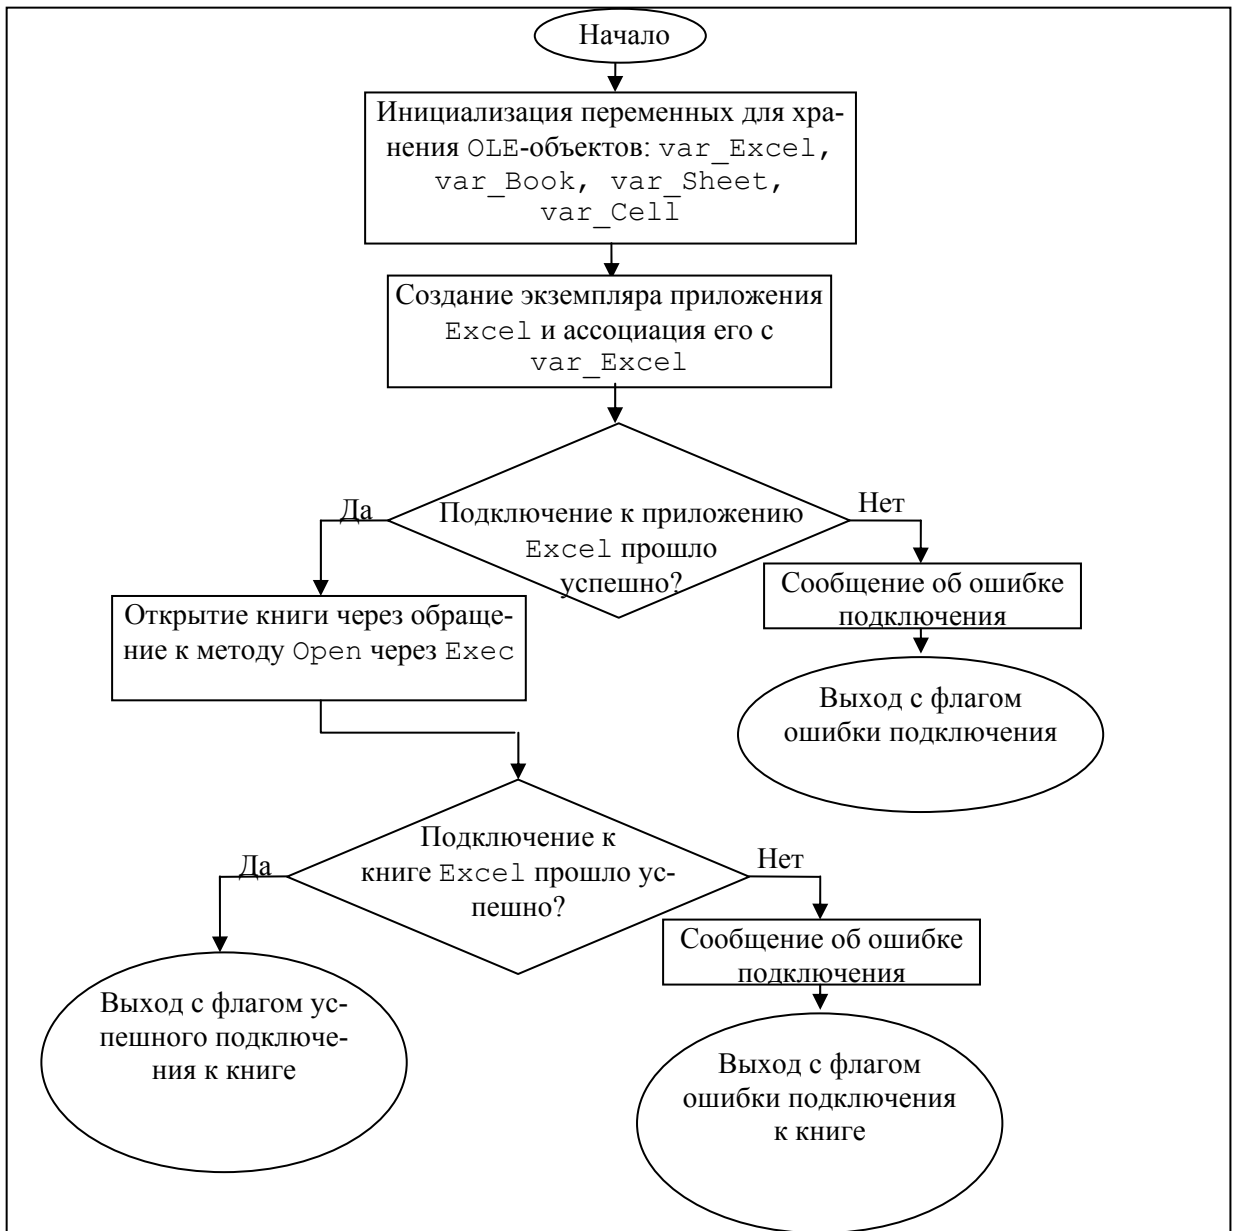 Начало
Инициализация переменных для хра-
нения OLE-объектов: var_Excel,
var_Book, var_Sheet,
var_Cell
Создание экземпляра приложения
Excel и ассоциация его с
var_Excel
Да
Подключение к приложению
Excel прошло
успешно?
Нет
Открытие книги через обраще-
ние к методу Open через Exec
Сообщение об ошибке
подключения
Выход с флагом
ошибки подключения
Да
Подключение к
книге Excel прошло ус-
пешно?
Нет
Сообщение об ошибке
подключения
Выход с флагом ус-
пешного подключе-
ния к книге
Выход с флагом
ошибки подключения
к книге